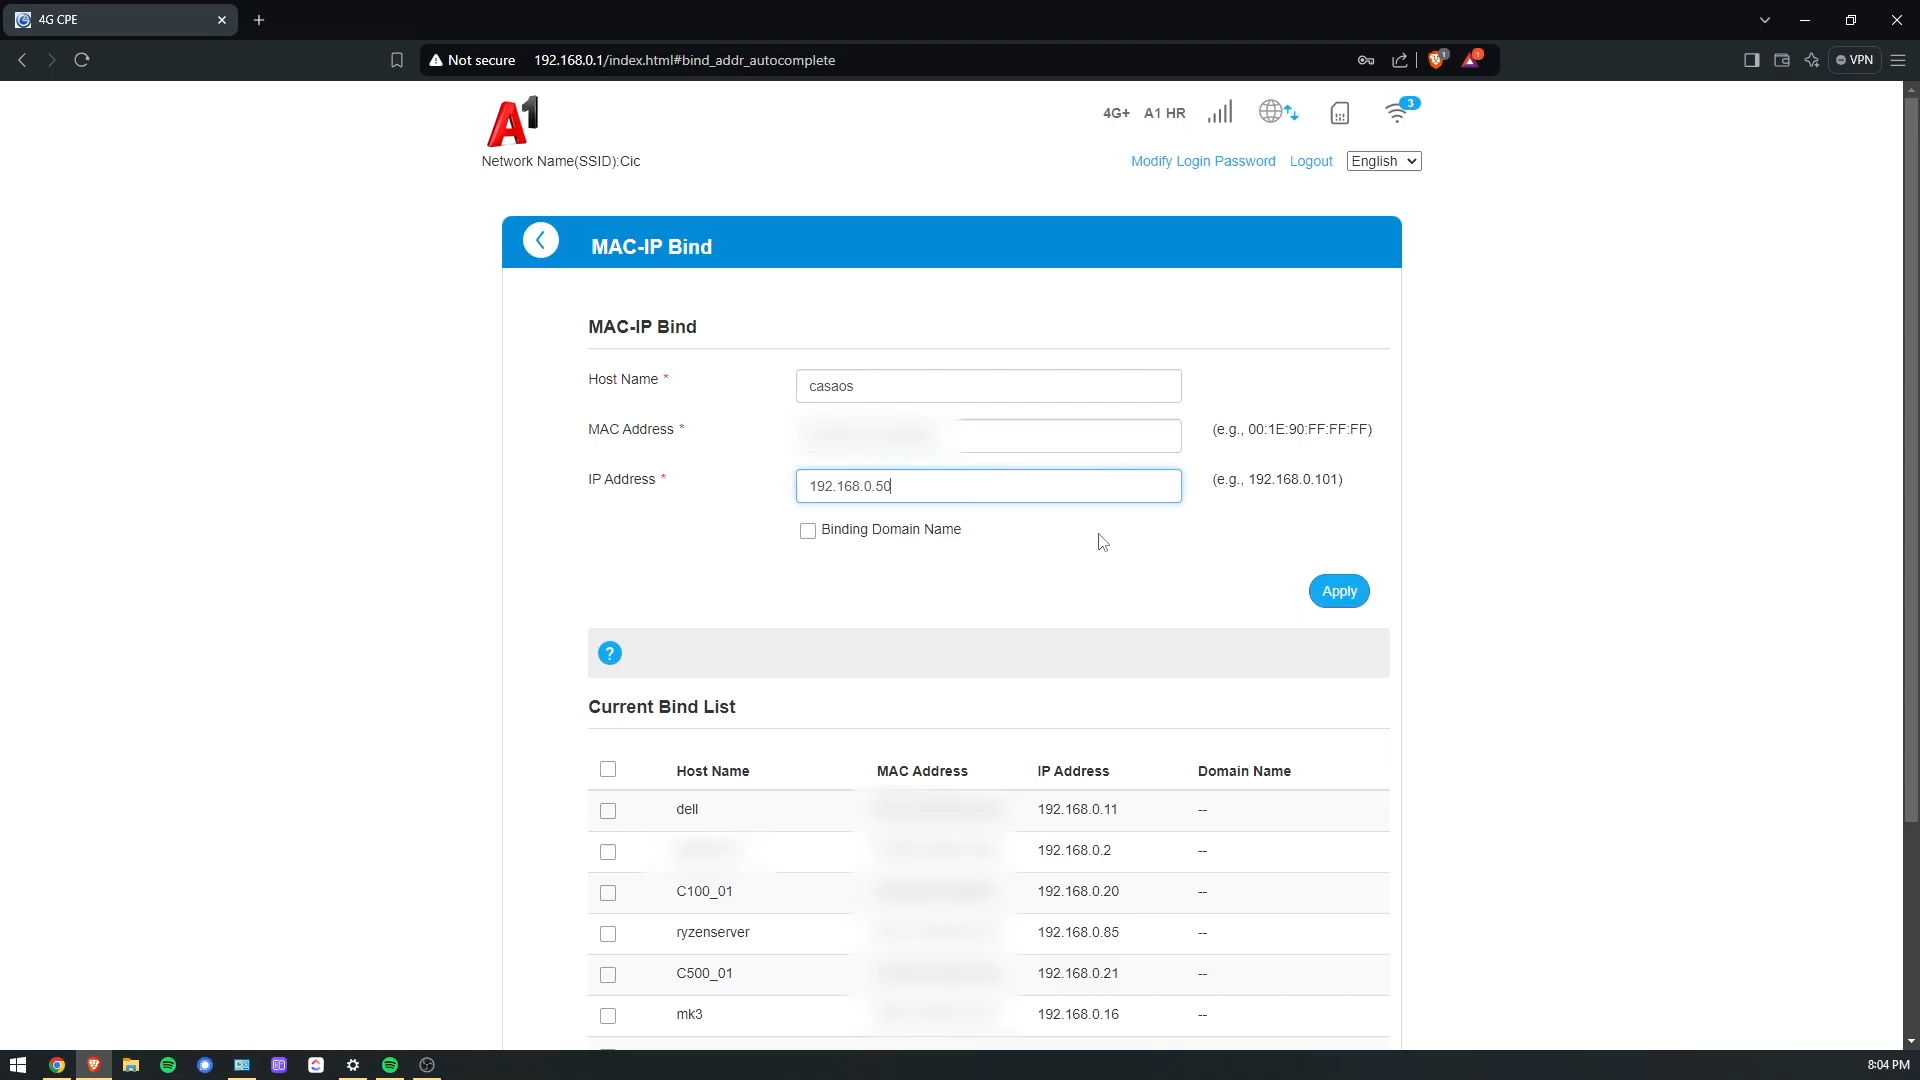 4G CPE
Not secure 192.168.0.1/index.html#bind_addr_autocomplete
1
1
VPN
A1
4G+ A1 HR
3
Network Name(SSID):Cic
Modify Login Password Logout English
MAC-IP Bind
MAC-IP Bind
Host Name * casaos
MAC Address * (e.g., 00:1E:90:FF:FF:FF)
IP Address * 192.168.0.50 (e.g., 192.168.0.101)
Binding Domain Name
Apply
?
Current Bind List
Host Name MAC Address IP Address Domain Name
dell 192.168.0.11 --
192.168.0.2 --
C100_01 192.168.0.20 --
ryzenserver 192.168.0.85 --
C500_01 192.168.0.21 --
mk3 192.168.0.16 --
8:04 PM